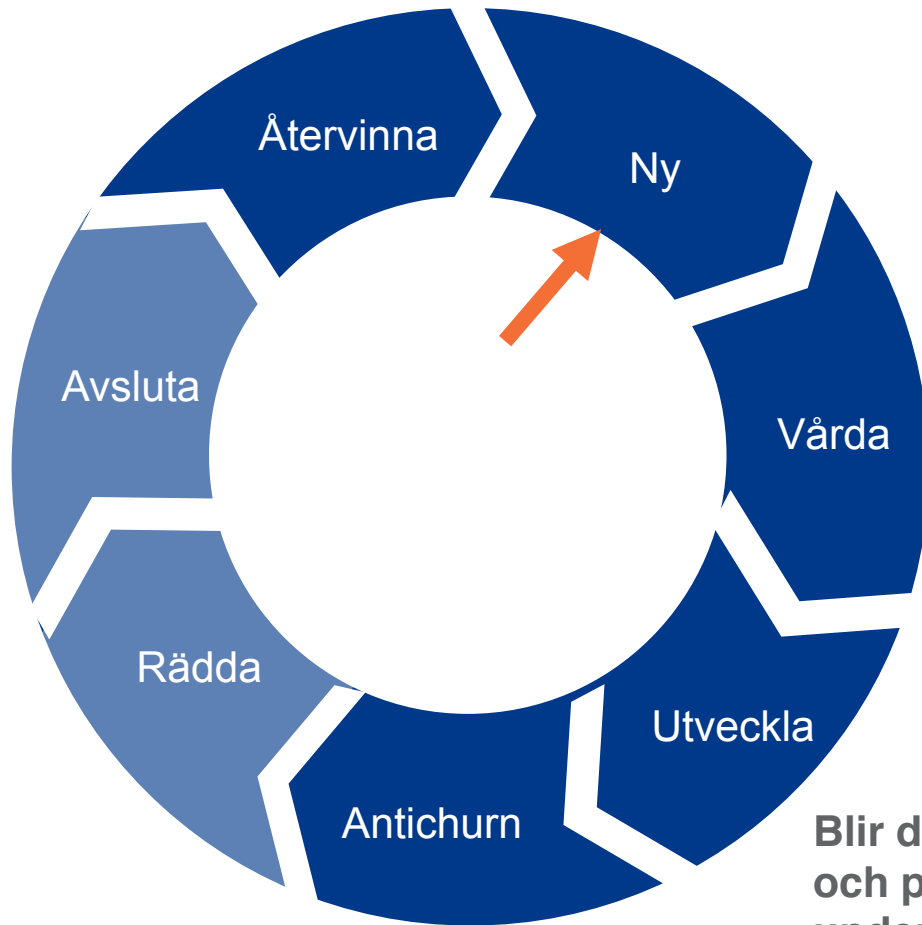 Återvinna
Ny
Avsluta
Vårda
Rädda
Utveckla
Antichurn
Blir d
och p